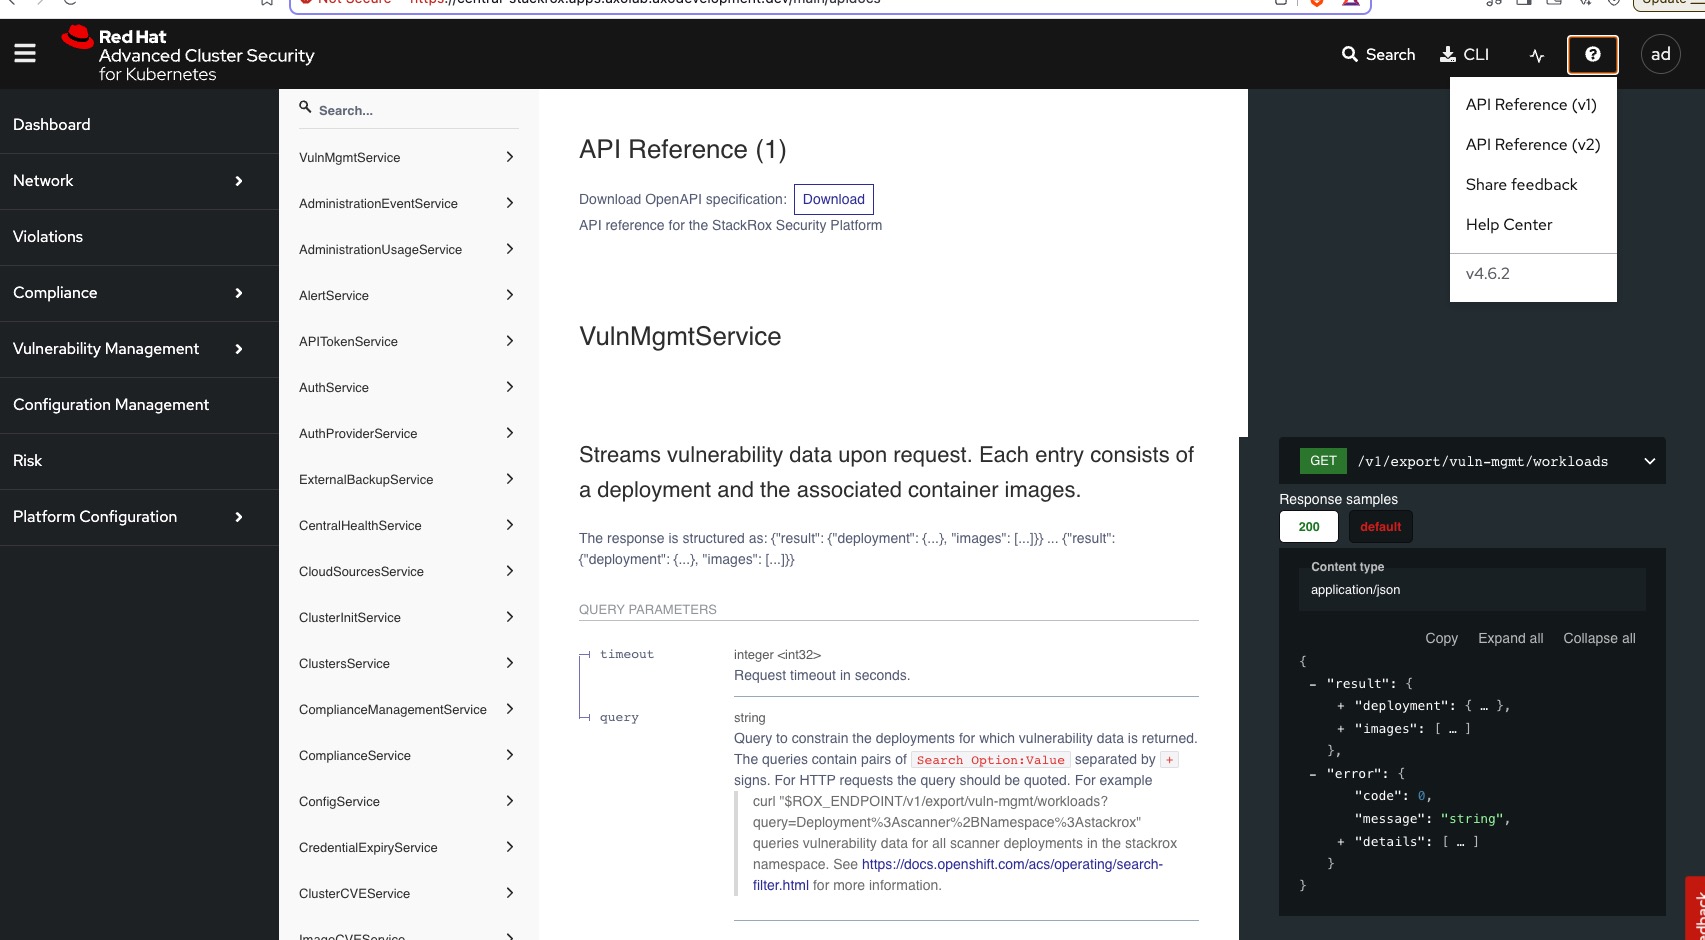 Not Secure https://central-stackrox.apps.axolab.axodevelopment.dev/main/apidocs
Update
Red Hat
Advanced Cluster Security
for Kubernetes
Search
CLI
?
ad
API Reference (v1)
API Reference (v2)
Share feedback
Help Center
v4.6.2
Dashboard
Network
Violations
Compliance
Vulnerability Management
Configuration Management
Risk
Platform Configuration
Search...
VulnMgmtService
AdministrationEventService
AdministrationUsageService
AlertService
APITokenService
AuthService
AuthProviderService
ExternalBackupService
CentralHealthService
CloudSourcesService
ClusterInitService
ClustersService
ComplianceManagementService
ComplianceService
ConfigService
CredentialExpiryService
ClusterCVEService
ImageCVEService
API Reference (1)
Download OpenAPI specification: Download
API reference for the StackRox Security Platform
VulnMgmtService
Streams vulnerability data upon request. Each entry consists of
a deployment and the associated container images.
The response is structured as: {"result": {"deployment": {...}, "images": [...]}} ... {"result":
{"deployment": {...}, "images": [...]}}
QUERY PARAMETERS
timeout
integer <int32>
Request timeout in seconds.
query
string
Query to constrain the deployments for which vulnerability data is returned.
The queries contain pairs of Search Option:Value separated by +
signs. For HTTP requests the query should be quoted. For example
curl "$ROX_ENDPOINT/v1/export/vuln-mgmt/workloads?
query=Deployment%3Ascanner%2BNamespace%3Astackrox"
queries vulnerability data for all scanner deployments in the stackrox
namespace. See https://docs.openshift.com/acs/operating/search-
filter.html for more information.
GET /v1/export/vuln-mgmt/workloads
Response samples
200 default
Content type
application/json
Copy Expand all Collapse all
{
- "result": {
+ "deployment": { … },
+ "images": [ … ]
},
- "error": {
"code": 0,
"message": "string",
+ "details": [ … ]
}
}